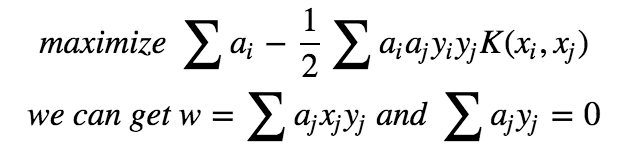 maximize ∑ aᵢ − 1/2 ∑ aᵢaⱼyᵢyⱼK(xᵢ, xⱼ)
we can get w = ∑ aⱼxⱼyⱼ and ∑ aⱼyⱼ = 0